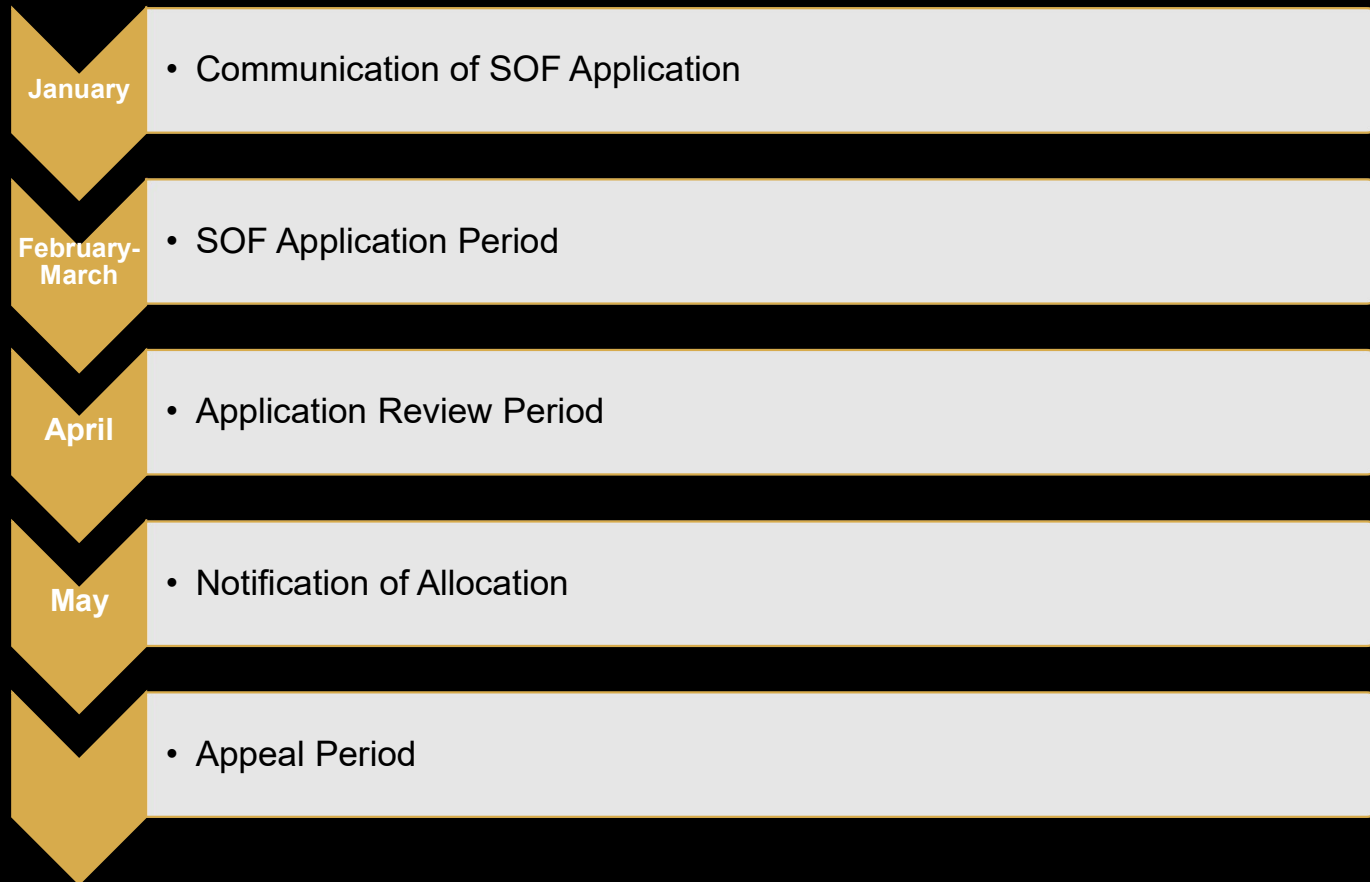 January
• Communication of SOF Application
February-
March
• SOF Application Period
April
• Application Review Period
May
• Notification of Allocation
• Appeal Period